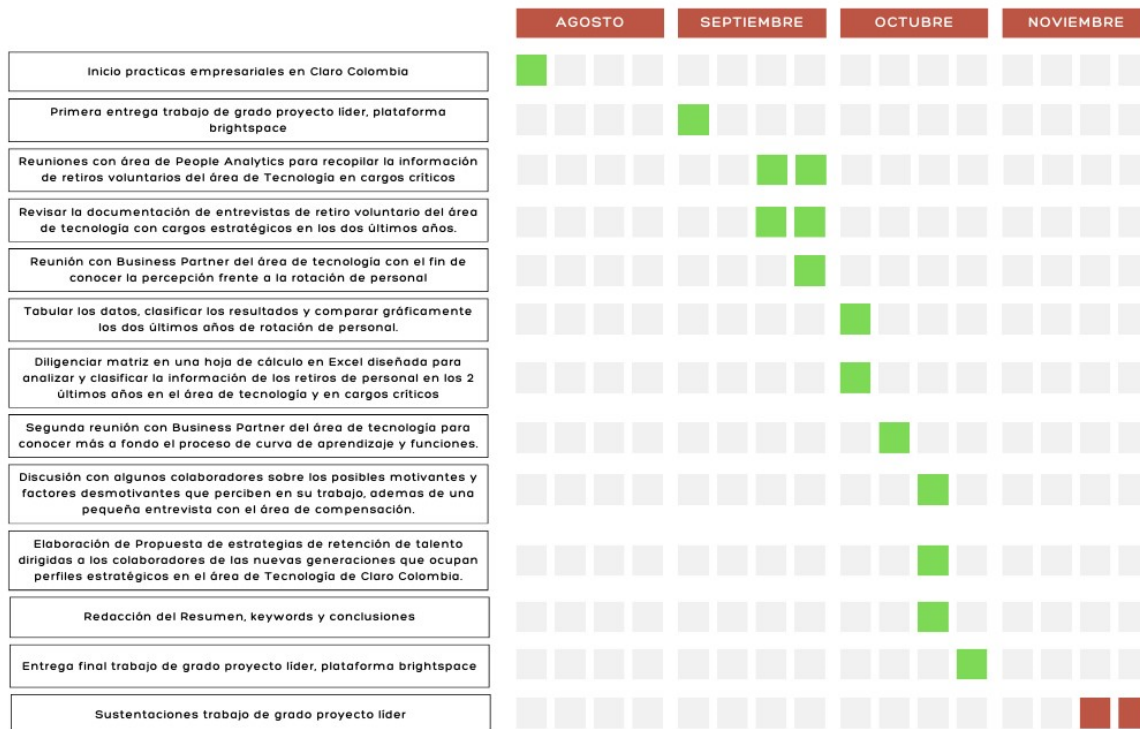 AGOSTO
SEPTIEMBRE
OCTUBRE
NOVIEMBRE
Inicio practicas empresariales en Claro Colombia
Primera entrega trabajo de grado proyecto líder, plataforma
brightspace
Reuniones con área de People Analytics para recopilar la información
de retiros voluntarios del área de Tecnología en cargos críticos
Revisar la documentación de entrevistas de retiro voluntario del área
de tecnología con cargos estratégicos en los dos últimos años.
Reunión con Business Partner del área de tecnología con el fin de
conocer la percepción frente a la rotación de personal
Tabular los datos, clasificar los resultados y comparar gráficamente
los dos últimos años de rotación de personal.
Diligenciar matriz en una hoja de cálculo en Excel diseñada para
analizar y clasificar la información de los retiros de personal en los 2
últimos años en el área de tecnología y en cargos críticos
Segunda reunión con Business Partner del área de tecnología para
conocer más a fondo el proceso de curva de aprendizaje y funciones.
Discusión con algunos colaboradores sobre los posibles motivantes y
factores desmotivantes que perciben en su trabajo, ademas de una
pequeña entrevista con el área de compensación.
Elaboración de Propuesta de estrategias de retención de talento
dirigidas a los colaboradores de las nuevas generaciones que ocupan
perfiles estratégicos en el área de Tecnología de Claro Colombia.
Redacción del Resumen, keywords y conclusiones
Entrega final trabajo de grado proyecto líder, plataforma brightspace
Sustentaciones trabajo de grado proyecto líder